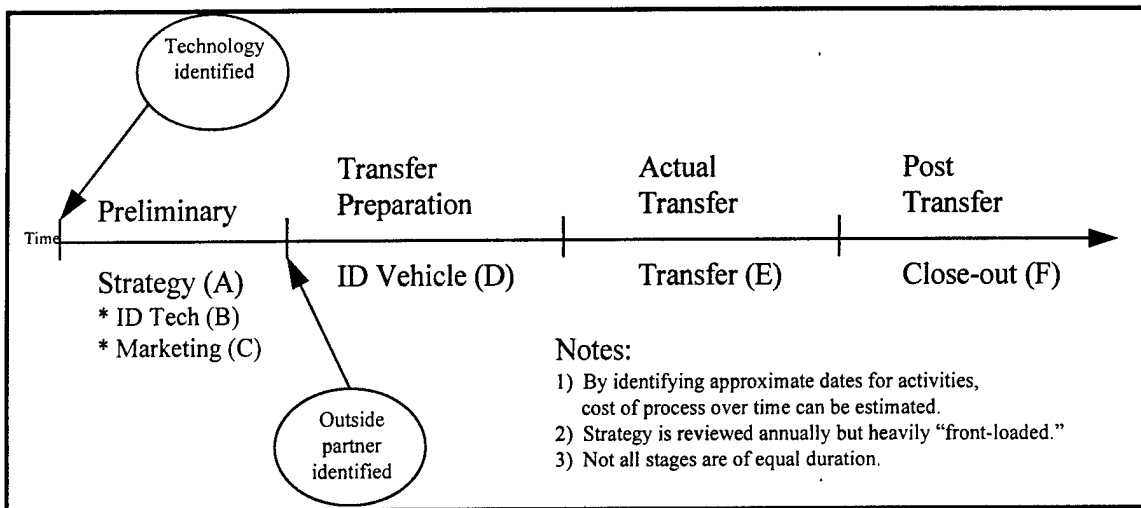 Technology
identified
Transfer
Preparation
Actual
Transfer
Post
Transfer
Preliminary
Time
Strategy (A)
* ID Tech (B)
* Marketing (C)
ID Vehicle (D)
Transfer (E)
Close-out (F)
Outside
partner
identified
Notes:
1) By identifying approximate dates for activities,
cost of process over time can be estimated.
2) Strategy is reviewed annually but heavily “front-loaded.”
3) Not all stages are of equal duration.